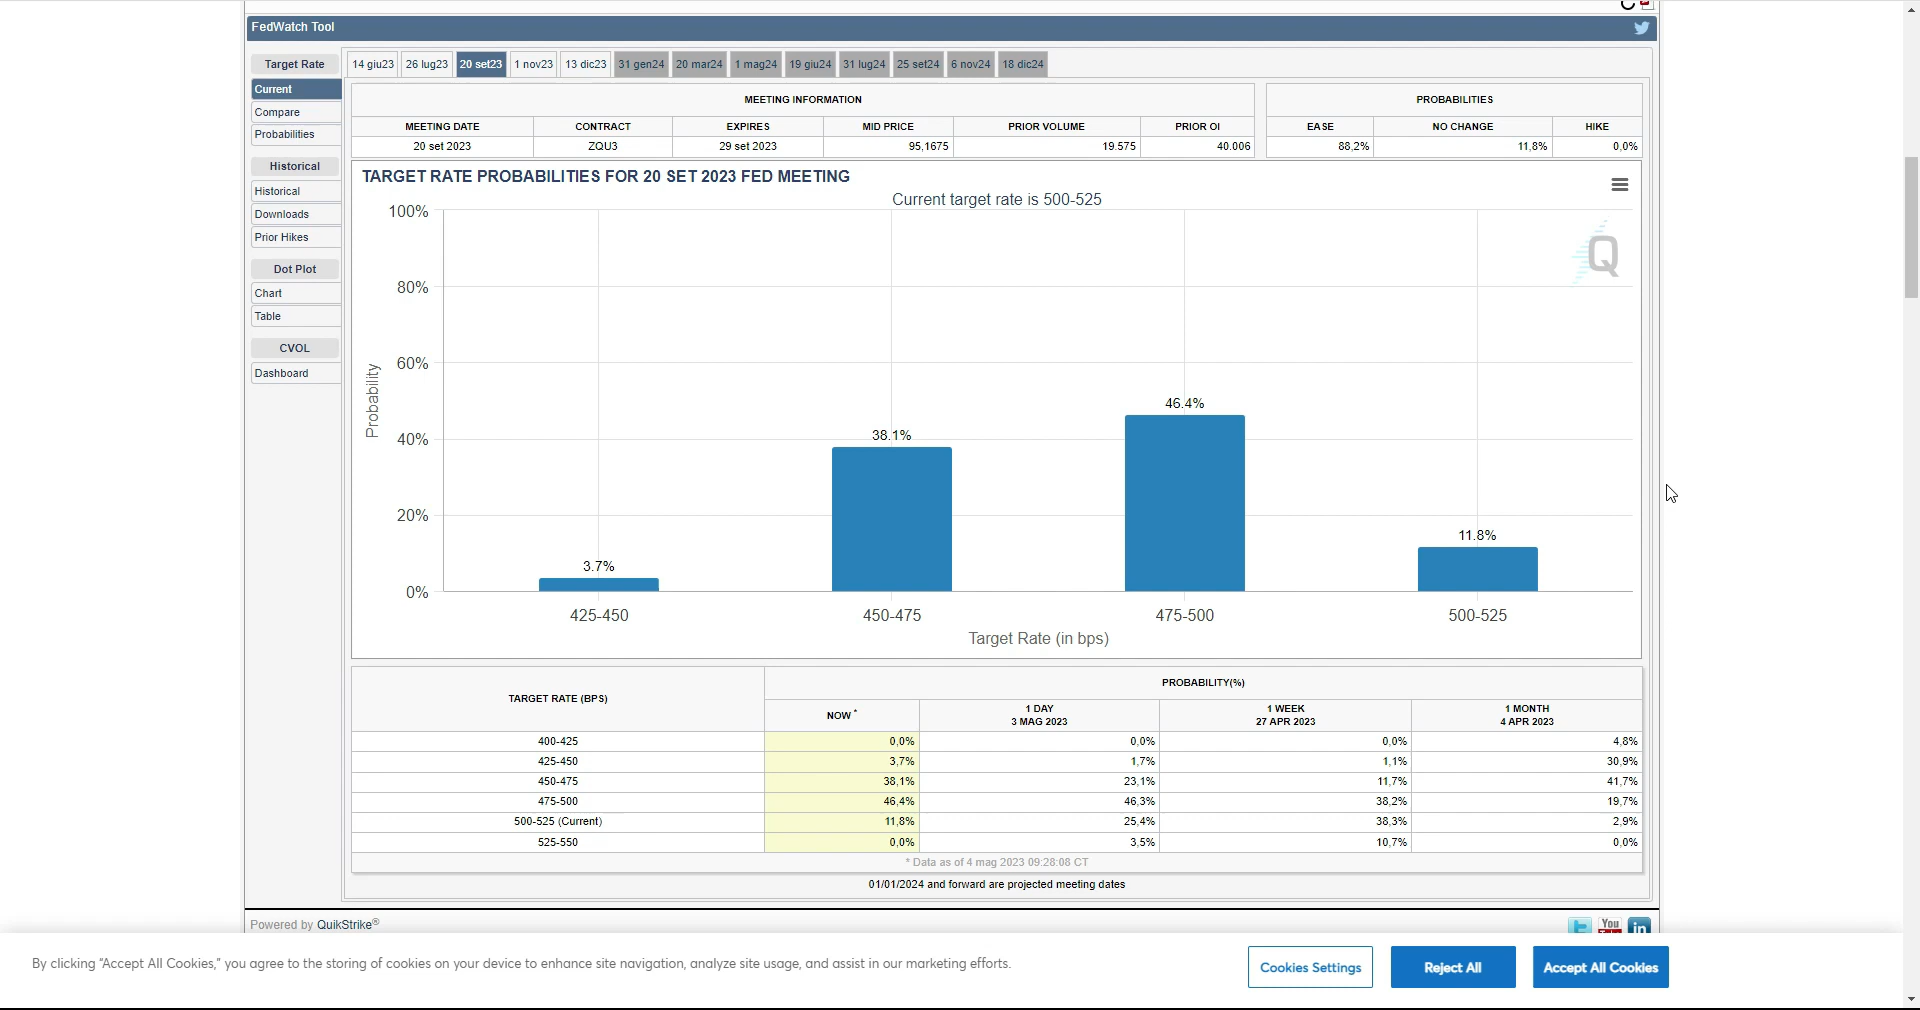 FedWatch Tool
Target Rate
Current
Compare
Probabilities
Historical
Historical
Downloads
Prior Hikes
Dot Plot
Chart
Table
CVOL
Dashboard
14 giu23 26 lug23 20 set23 1 nov23 13 dic23 31 gen24 20 mar24 1 mag24 19 giu24 31 lug24 25 set24 6 nov24 18 dic24
MEETING INFORMATION
MEETING DATE CONTRACT EXPIRES MID PRICE PRIOR VOLUME PRIOR OI
20 set 2023 ZQU3 29 set 2023 95,1675 19.575 40.006
PROBABILITIES
EASE NO CHANGE HIKE
88,2% 11,8% 0,0%
TARGET RATE PROBABILITIES FOR 20 SET 2023 FED MEETING
Current target rate is 500-525
Q
Probability
100%
80%
60%
40%
20%
0%
3.7%
38.1%
46.4%
11.8%
425-450 450-475 475-500 500-525
Target Rate (in bps)
TARGET RATE (BPS) PROBABILITY(%)
NOW * 1 DAY 1 WEEK 1 MONTH
3 MAG 2023 27 APR 2023 4 APR 2023
400-425 0,0% 0,0% 0,0% 4,8%
425-450 3,7% 1,7% 1,1% 30,9%
450-475 38,1% 23,1% 11,7% 41,7%
475-500 46,4% 46,3% 38,2% 19,7%
500-525 (Current) 11,8% 25,4% 38,3% 2,9%
525-550 0,0% 3,5% 10,7% 0,0%
* Data as of 4 mag 2023 09:28:08 CT
01/01/2024 and forward are projected meeting dates
Powered by QuikStrike®
You
in
By clicking “Accept All Cookies,” you agree to the storing of cookies on your device to enhance site navigation, analyze site usage, and assist in our marketing efforts.
Cookies Settings
Reject All
Accept All Cookies